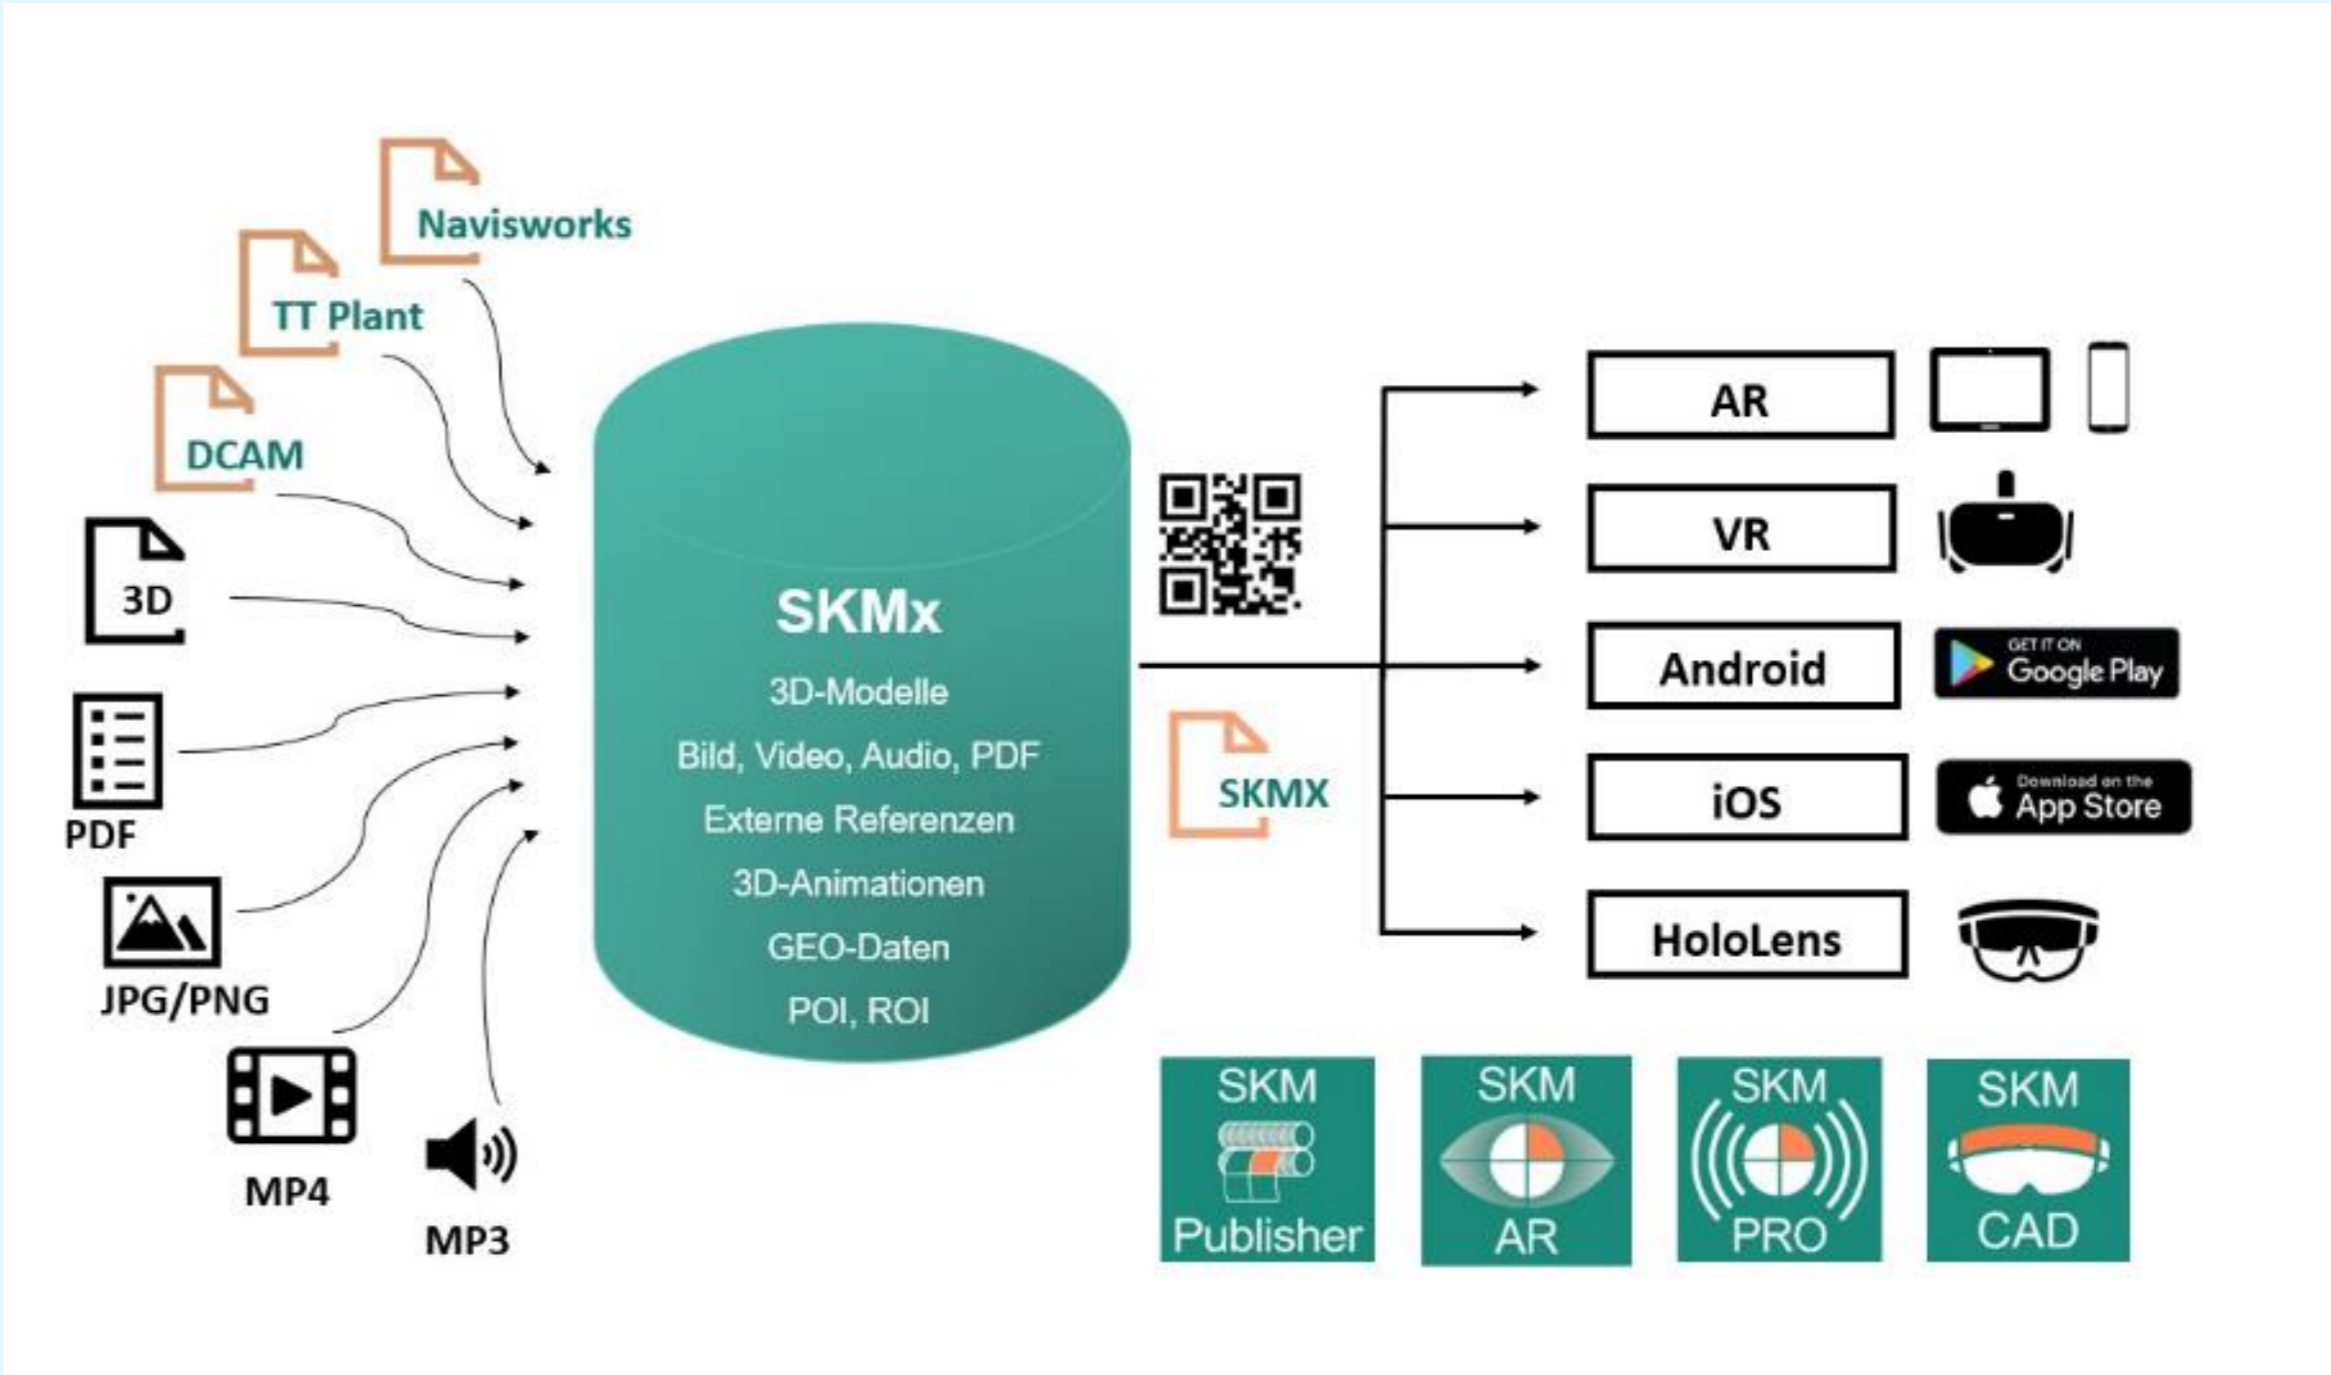 Navisworks
TT Plant
DCAM
3D
PDF
JPG/PNG
MP4
MP3
SKMx
3D-Modelle
Bild, Video, Audio, PDF
Externe Referenzen
3D-Animationen
GEO-Daten
POI, ROI
SKMX
AR
VR
Android
GET IT ON
Google Play
iOS
Download on the
App Store
HoloLens
SKM
Publisher
SKM
AR
SKM
PRO
SKM
CAD